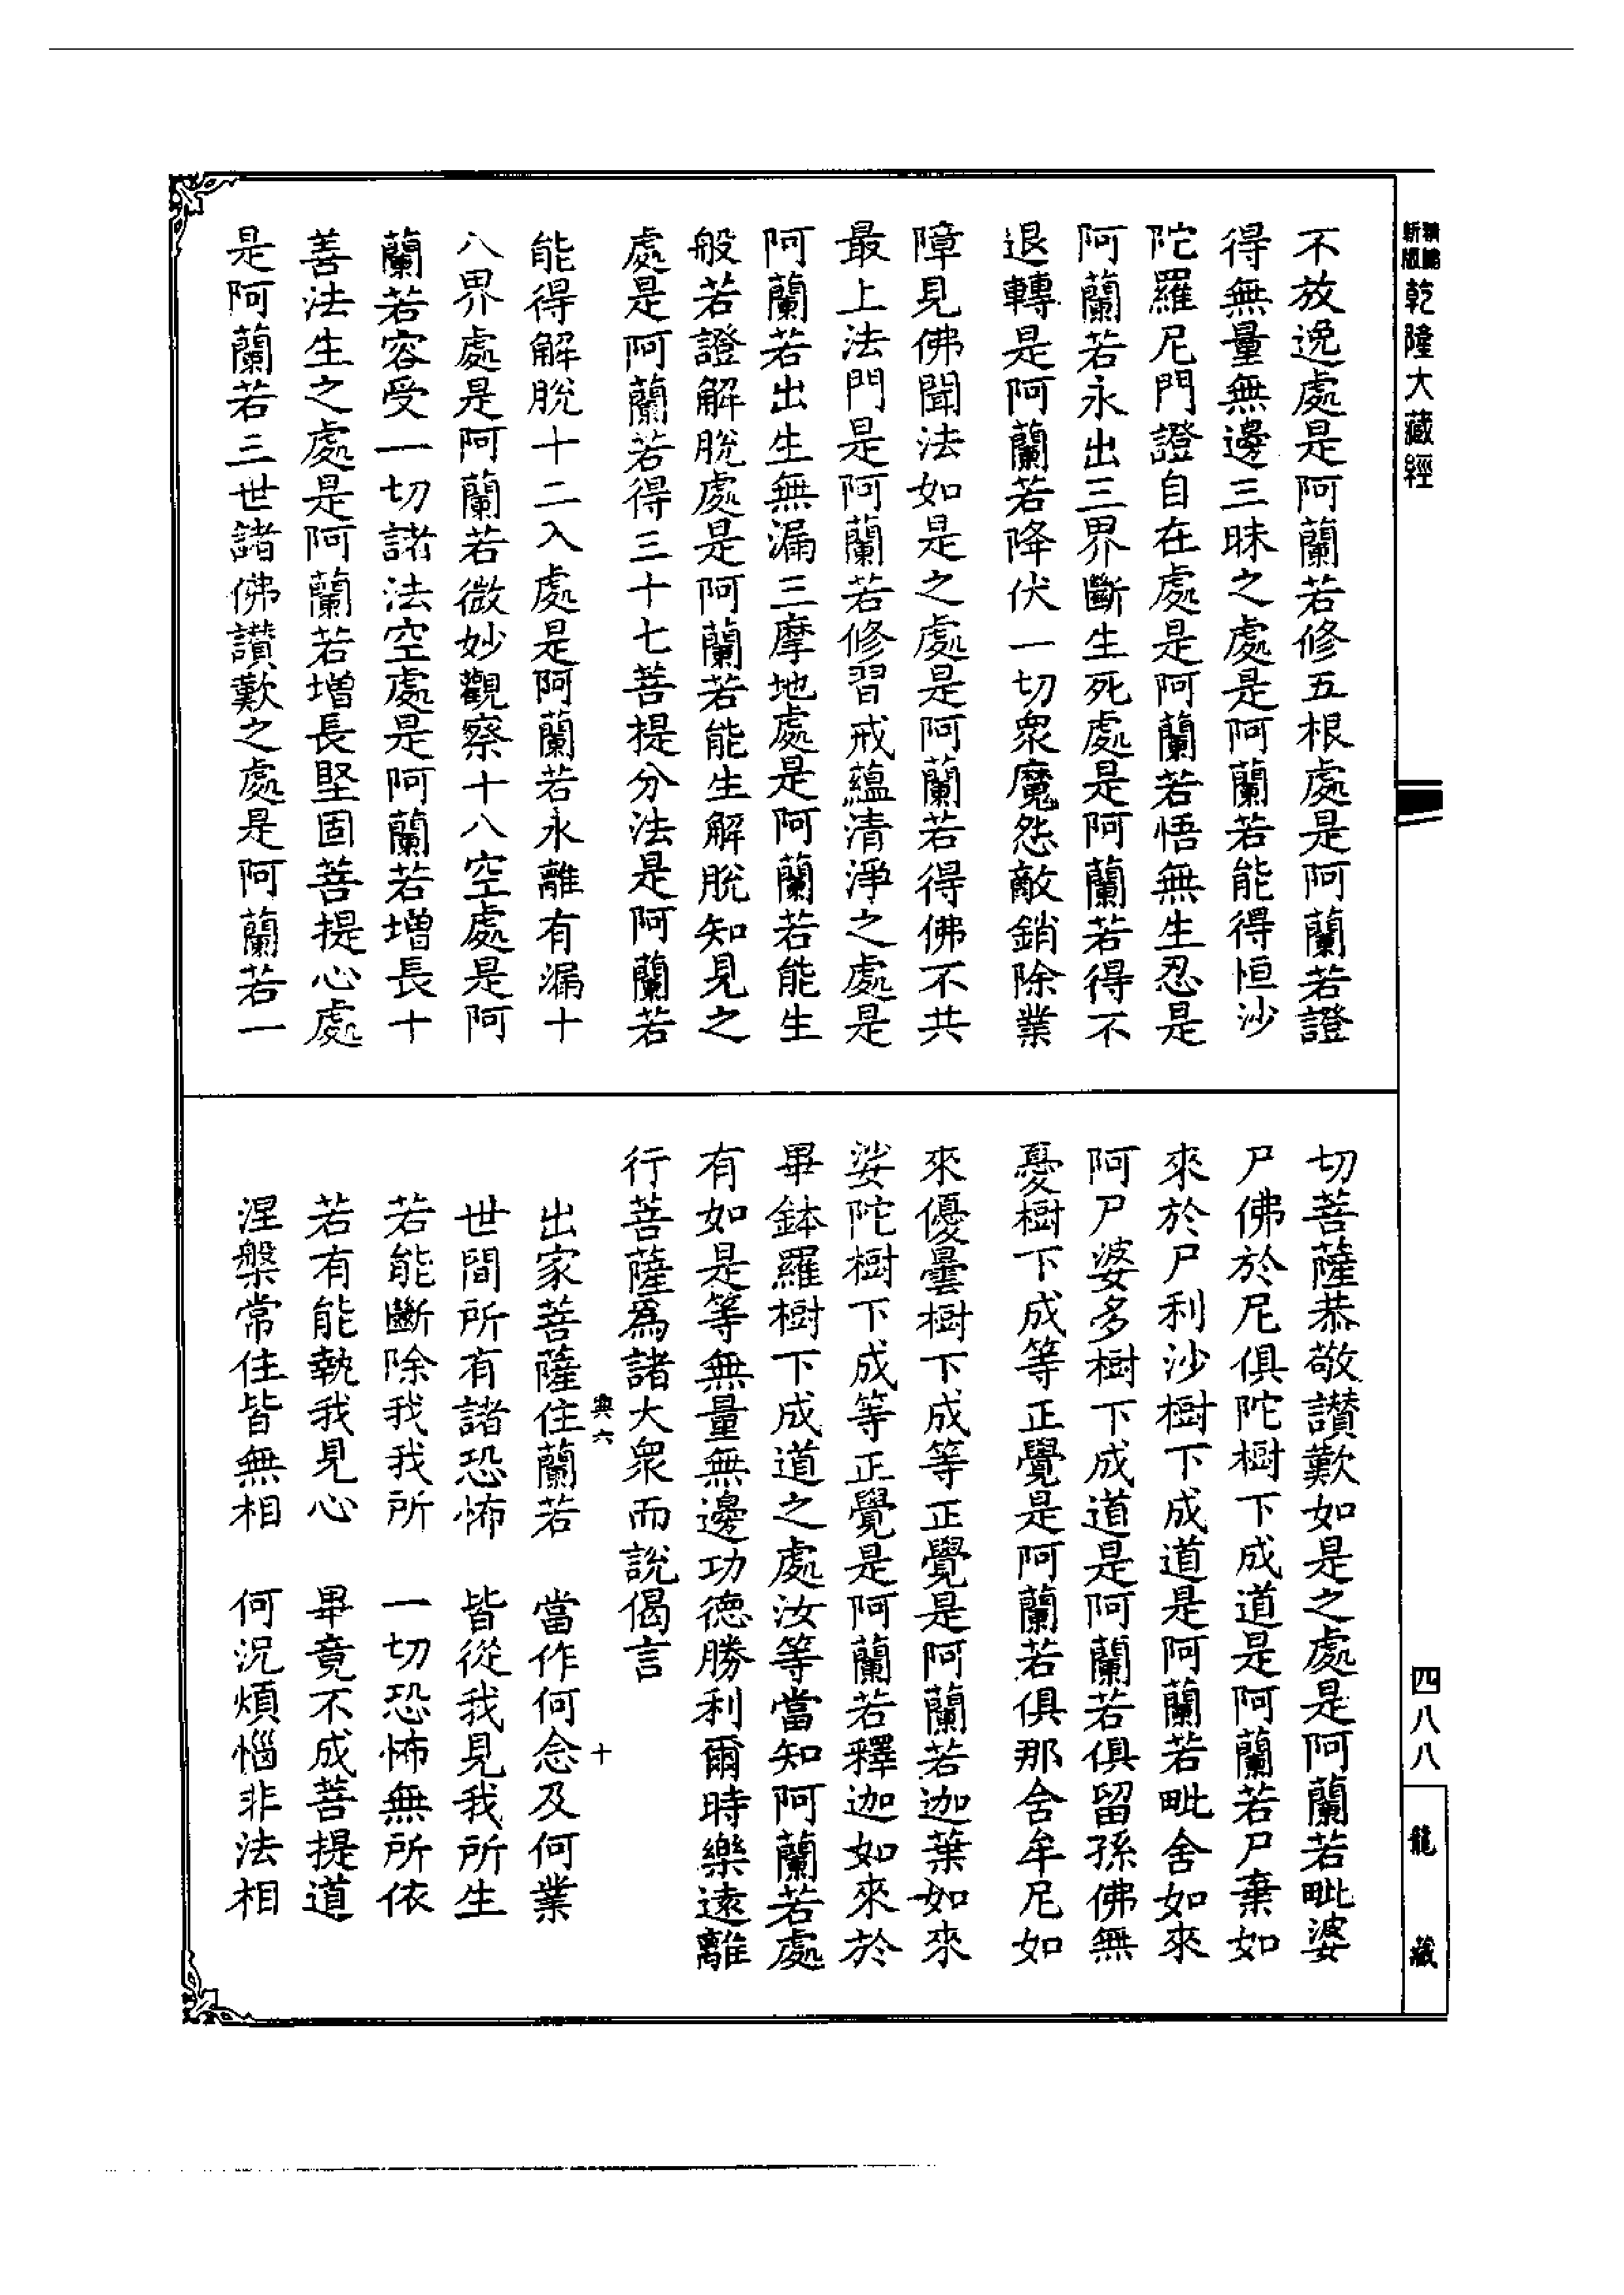 新版精縮
乾隆大藏經
不放逸處是阿蘭若修五根處是阿蘭若證
得無量無邊三昧之處是阿蘭若能得恒沙
陀羅尼門證自在處是阿蘭若悟無生忍是
阿蘭若永出三界斷生死處是阿蘭若得不
退轉是阿蘭若降伏一切眾魔怨敵銷除業
障見佛聞法如是之處是阿蘭若得佛不共
最上法門是阿蘭若修習戒蘊清淨之處是
阿蘭若出生無漏三摩地處是阿蘭若能生
般若證解脫處是阿蘭若能生解脫知見之
處是阿蘭若得三十七菩提分法是阿蘭若
能得解脫十二入處是阿蘭若永離有漏十
八界處是阿蘭若微妙觀察十八空處是阿
蘭若容受一切諸法空處是阿蘭若增長十
善法生之處是阿蘭若增長堅固菩提心處
是阿蘭若三世諸佛讚歎之處是阿蘭若一
切菩薩恭敬讚歎如是之處是阿蘭若毗婆
尸佛於尼俱陀樹下成道是阿蘭若尸棄如
來於尸利沙樹下成道是阿蘭若毗舍如來
阿尸婆多樹下成道是阿蘭若俱留孫佛無
憂樹下成等正覺是阿蘭若俱那舍牟尼如
來優曇樹下成等正覺是阿蘭若迦葉如來
娑陀樹下成等正覺是阿蘭若釋迦如來於
畢鉢羅樹下成道之處汝等當知阿蘭若處
有如是等無量無邊功德勝利爾時樂遠離
行菩薩為諸大眾而說偈言
典六 十
出家菩薩住蘭若 當作何念及何業
世間所有諸恐怖 皆從我見我所生
若能斷除我我所 一切恐怖無所依
若有能執我見心 畢竟不成菩提道
涅槃常住皆無相 何況煩惱非法相
四八八
龍藏